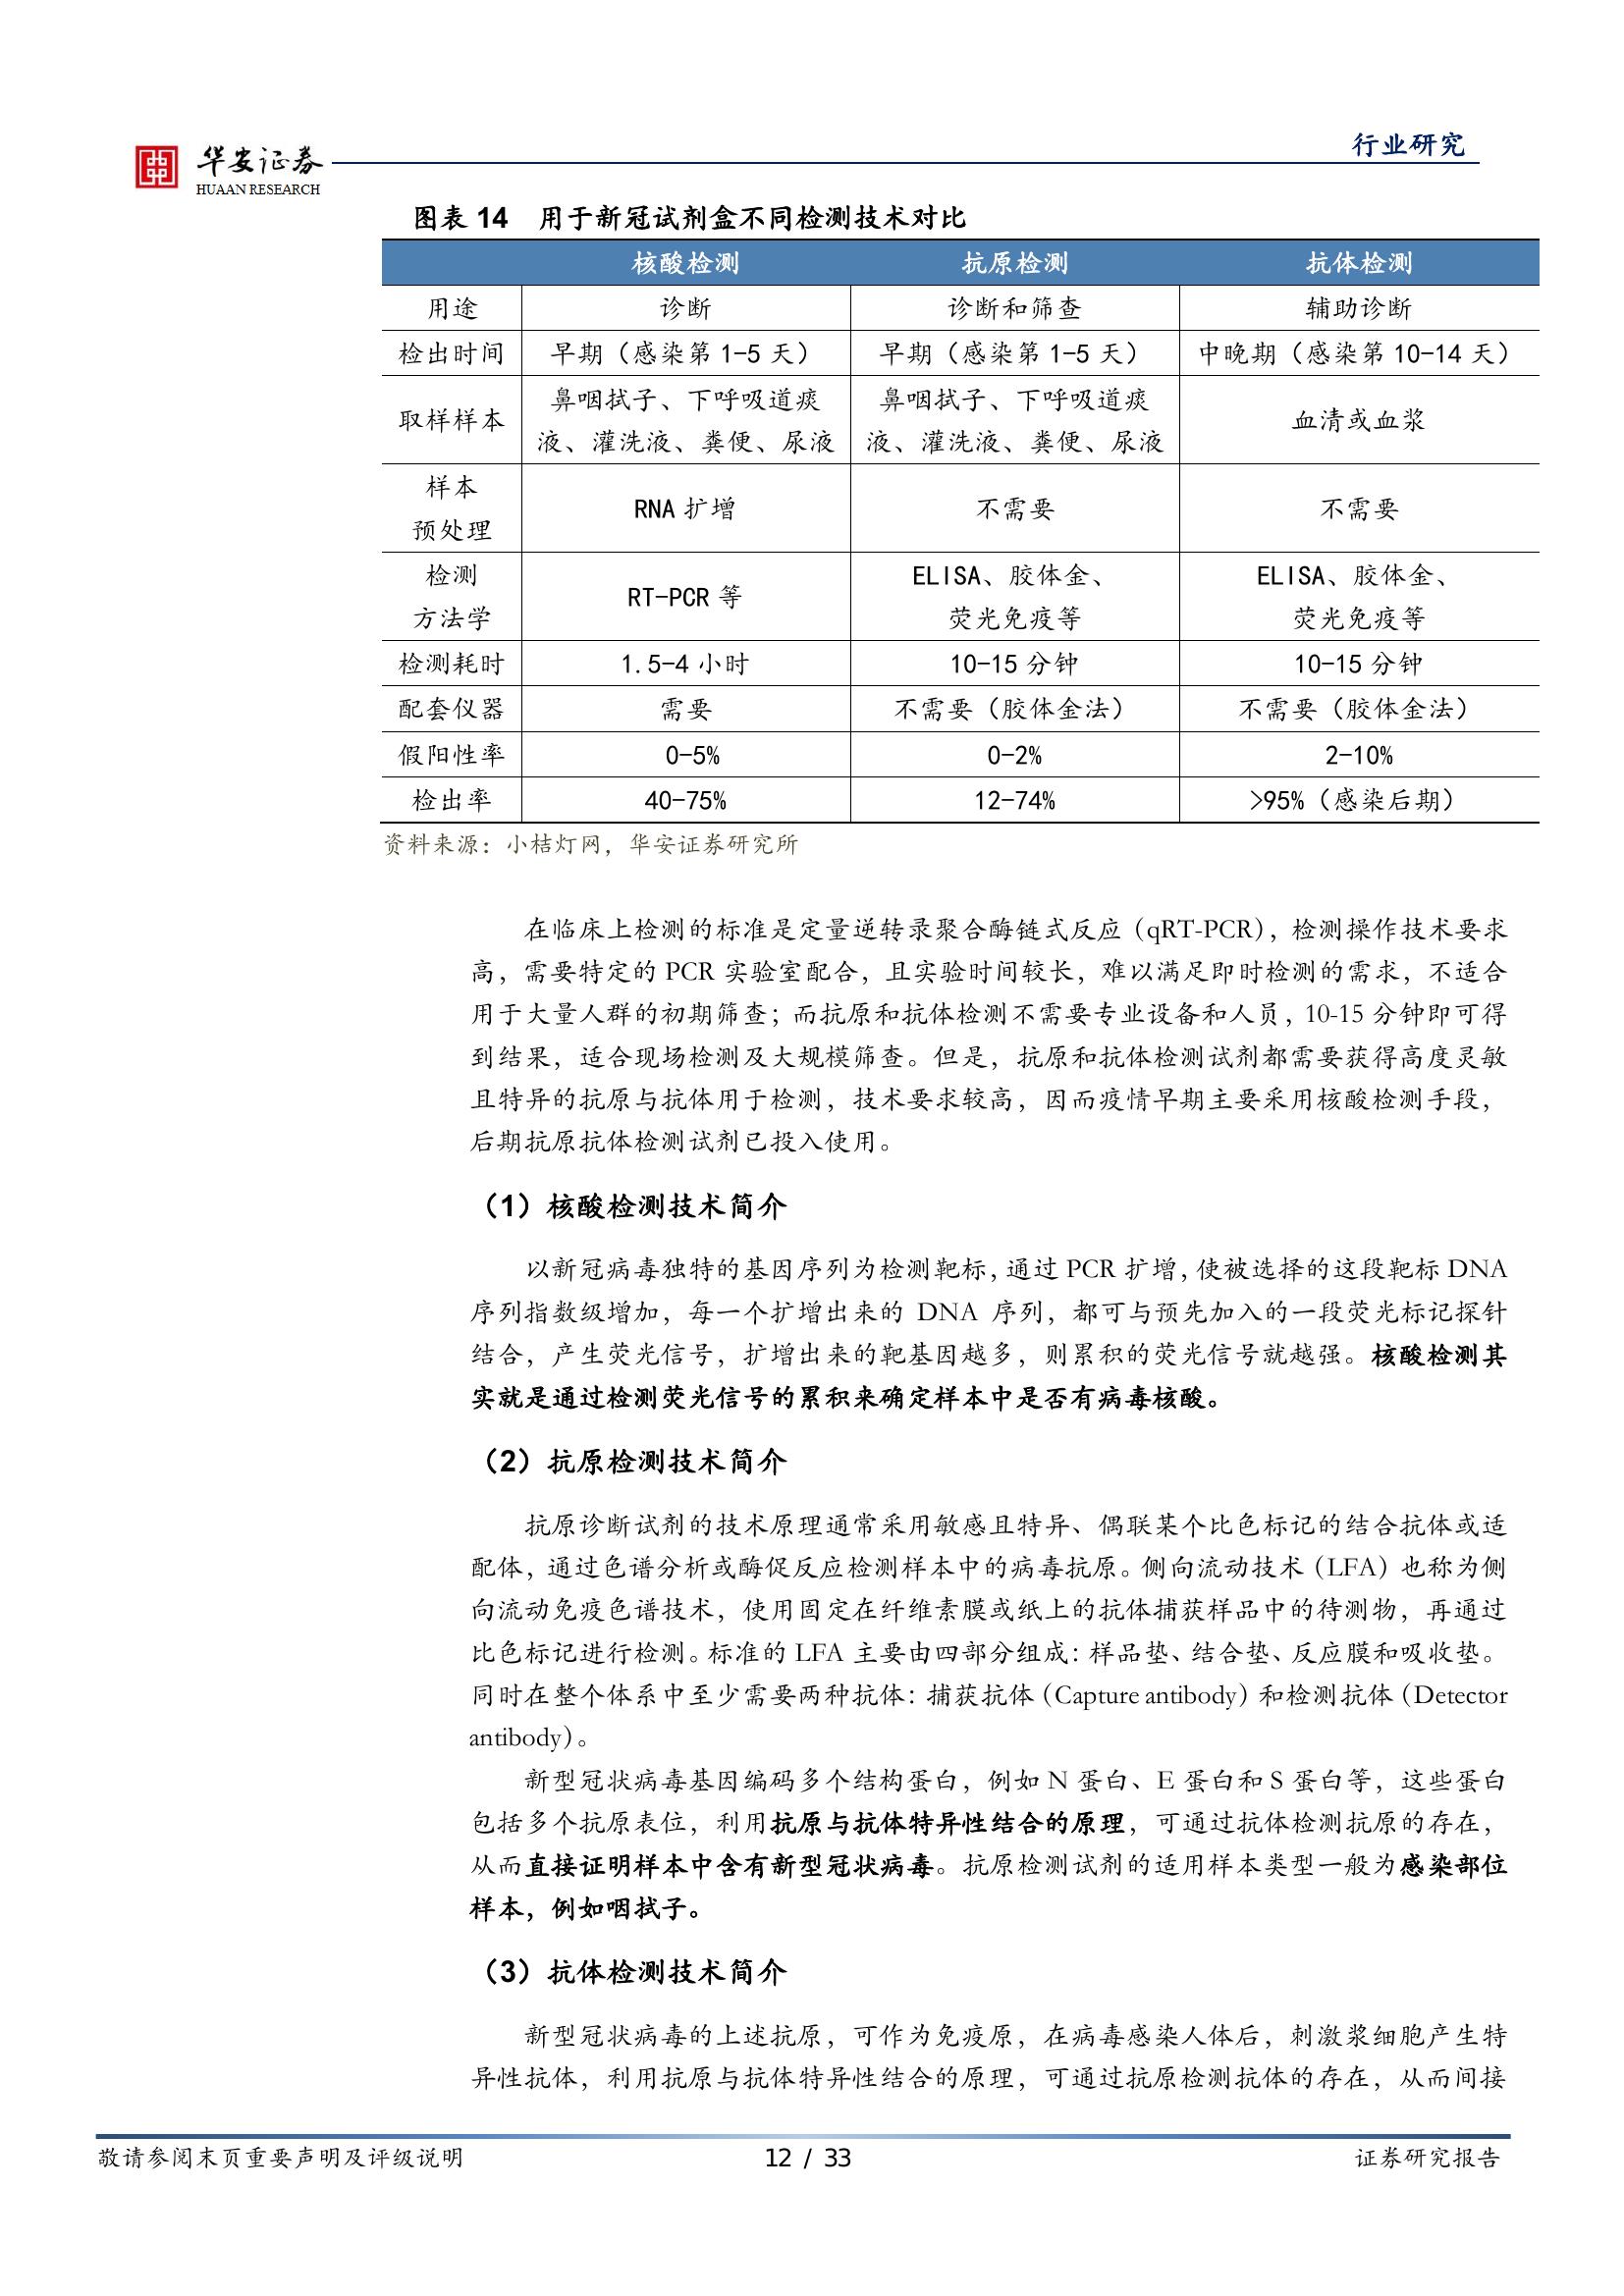 华安证券
HUAAN RESEARCH
行业研究
图表 14 用于新冠试剂盒不同检测技术对比
核酸检测 抗原检测 抗体检测
用途 诊断 诊断和筛查 辅助诊断
检出时间 早期（感染第 1-5 天） 早期（感染第 1-5 天） 中晚期（感染第 10-14 天）
取样样本 鼻咽拭子、下呼吸道痰 鼻咽拭子、下呼吸道痰 血清或血浆
液、灌洗液、粪便、尿液 液、灌洗液、粪便、尿液
样本 RNA 扩增 不需要 不需要
预处理
检测 RT-PCR 等 ELISA、胶体金、 ELISA、胶体金、
方法学 荧光免疫等 荧光免疫等
检测耗时 1.5-4 小时 10-15 分钟 10-15 分钟
配套仪器 需要 不需要（胶体金法） 不需要（胶体金法）
假阳性率 0-5% 0-2% 2-10%
检出率 40-75% 12-74% >95%（感染后期）
资料来源：小桔灯网，华安证券研究所
在临床上检测的标准是定量逆转录聚合酶链式反应（qRT-PCR），检测操作技术要求
高，需要特定的 PCR 实验室配合，且实验时间较长，难以满足即时检测的需求，不适合
用于大量人群的初期筛查；而抗原和抗体检测不需要专业设备和人员，10-15 分钟即可得
到结果，适合现场检测及大规模筛查。但是，抗原和抗体检测试剂都需要获得高度灵敏
且特异的抗原与抗体用于检测，技术要求较高，因而疫情早期主要采用核酸检测手段，
后期抗原抗体检测试剂已投入使用。
（1）核酸检测技术简介
以新冠病毒独特的基因序列为检测靶标，通过 PCR 扩增，使被选择的这段靶标 DNA
序列指数级增加，每一个扩增出来的 DNA 序列，都可与预先加入的一段荧光标记探针
结合，产生荧光信号，扩增出来的靶基因越多，则累积的荧光信号就越强。核酸检测其
实就是通过检测荧光信号的累积来确定样本中是否有病毒核酸。
（2）抗原检测技术简介
抗原诊断试剂的技术原理通常采用敏感且特异、偶联某个比色标记的结合抗体或适
配体，通过色谱分析或酶促反应检测样本中的病毒抗原。侧向流动技术（LFA）也称为侧
向流动免疫色谱技术，使用固定在纤维素膜或纸上的抗体捕获样品中的待测物，再通过
比色标记进行检测。标准的 LFA 主要由四部分组成：样品垫、结合垫、反应膜和吸收垫。
同时在整个体系中至少需要两种抗体：捕获抗体（Capture antibody）和检测抗体（Detector
antibody）。
新型冠状病毒基因编码多个结构蛋白，例如 N 蛋白、E 蛋白和 S 蛋白等，这些蛋白
包括多个抗原表位，利用抗原与抗体特异性结合的原理，可通过抗体检测抗原的存在，
从而直接证明样本中含有新型冠状病毒。抗原检测试剂的适用样本类型一般为感染部位
样本，例如咽拭子。
（3）抗体检测技术简介
新型冠状病毒的上述抗原，可作为免疫原，在病毒感染人体后，刺激浆细胞产生特
异性抗体，利用抗原与抗体特异性结合的原理，可通过抗原检测抗体的存在，从而间接
敬请参阅末页重要声明及评级说明 12 / 33 证券研究报告